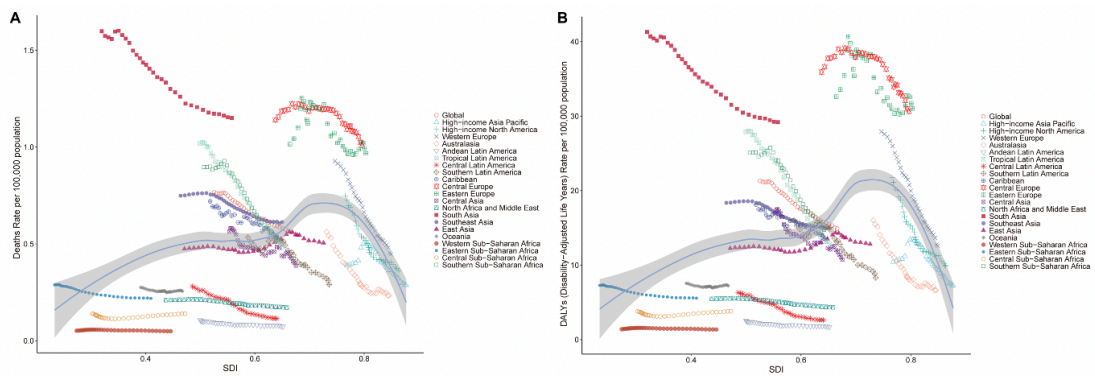 A
Deaths Rate per 100,000 population
1.5
1.0
0.5
0.0
0.4
0.6
0.8
SDI
Global
High-income Asia Pacific
High-income North America
Western Europe
Australasia
Andean Latin America
Tropical Latin America
Central Latin America
Southern Latin America
Caribbean
Central Europe
Eastern Europe
Central Asia
North Africa and Middle East
South Asia
Southeast Asia
East Asia
Oceania
Western Sub-Saharan Africa
Eastern Sub-Saharan Africa
Central Sub-Saharan Africa
Southern Sub-Saharan Africa
B
DALYs (Disability-Adjusted Life Years) Rate per 100,000 population
40
30
20
10
0
0.4
0.6
0.8
SDI
Global
High-income Asia Pacific
High-income North America
Western Europe
Australasia
Andean Latin America
Tropical Latin America
Central Latin America
Southern Latin America
Caribbean
Central Europe
Eastern Europe
Central Asia
North Africa and Middle East
South Asia
Southeast Asia
East Asia
Oceania
Western Sub-Saharan Africa
Eastern Sub-Saharan Africa
Central Sub-Saharan Africa
Southern Sub-Saharan Africa